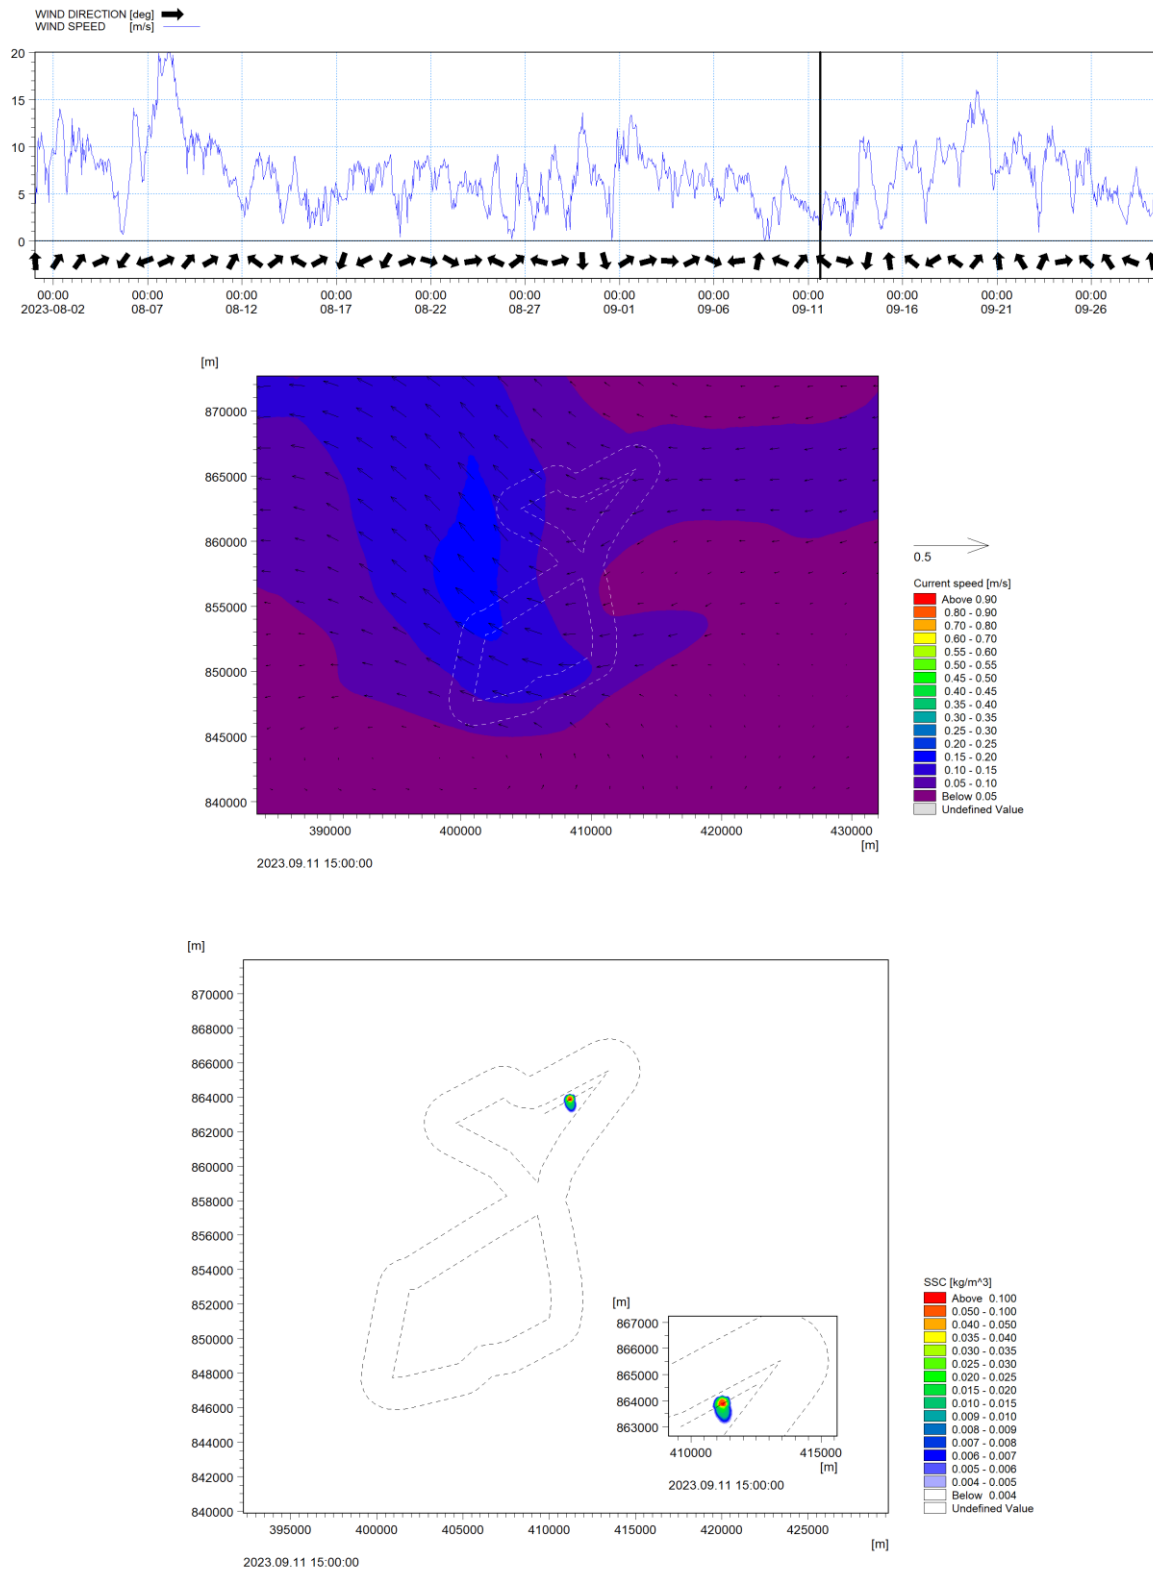 WIND DIRECTION [deg]
WIND SPEED [m/s]
20
15
10
5
0
00:00 00:00 00:00 00:00 00:00 00:00 00:00 00:00 00:00 00:00 00:00 00:00
2023-08-02 08-07 08-12 08-17 08-22 08-27 09-01 09-06 09-11 09-16 09-21 09-26
[m]
870000
865000
860000
855000
850000
845000
840000
390000 400000 410000 420000 430000
[m]
2023.09.11 15:00:00
0.5
Current speed [m/s]
Above 0.90
0.80 - 0.90
0.70 - 0.80
0.60 - 0.70
0.55 - 0.60
0.50 - 0.55
0.45 - 0.50
0.40 - 0.45
0.35 - 0.40
0.30 - 0.35
0.25 - 0.30
0.20 - 0.25
0.15 - 0.20
0.10 - 0.15
0.05 - 0.10
Below 0.05
Undefined Value
[m]
870000
868000
866000
864000
862000
860000
858000
856000
854000
852000
850000
848000
846000
844000
842000
840000
395000 400000 405000 410000 415000 420000 425000
[m]
2023.09.11 15:00:00
[m]
867000
866000
865000
864000
863000
410000 415000
[m]
2023.09.11 15:00:00
SSC [kg/m^3]
Above 0.100
0.050 - 0.100
0.040 - 0.050
0.035 - 0.040
0.030 - 0.035
0.025 - 0.030
0.020 - 0.025
0.015 - 0.020
0.010 - 0.015
0.009 - 0.010
0.008 - 0.009
0.007 - 0.008
0.006 - 0.007
0.005 - 0.006
0.004 - 0.005
Below 0.004
Undefined Value